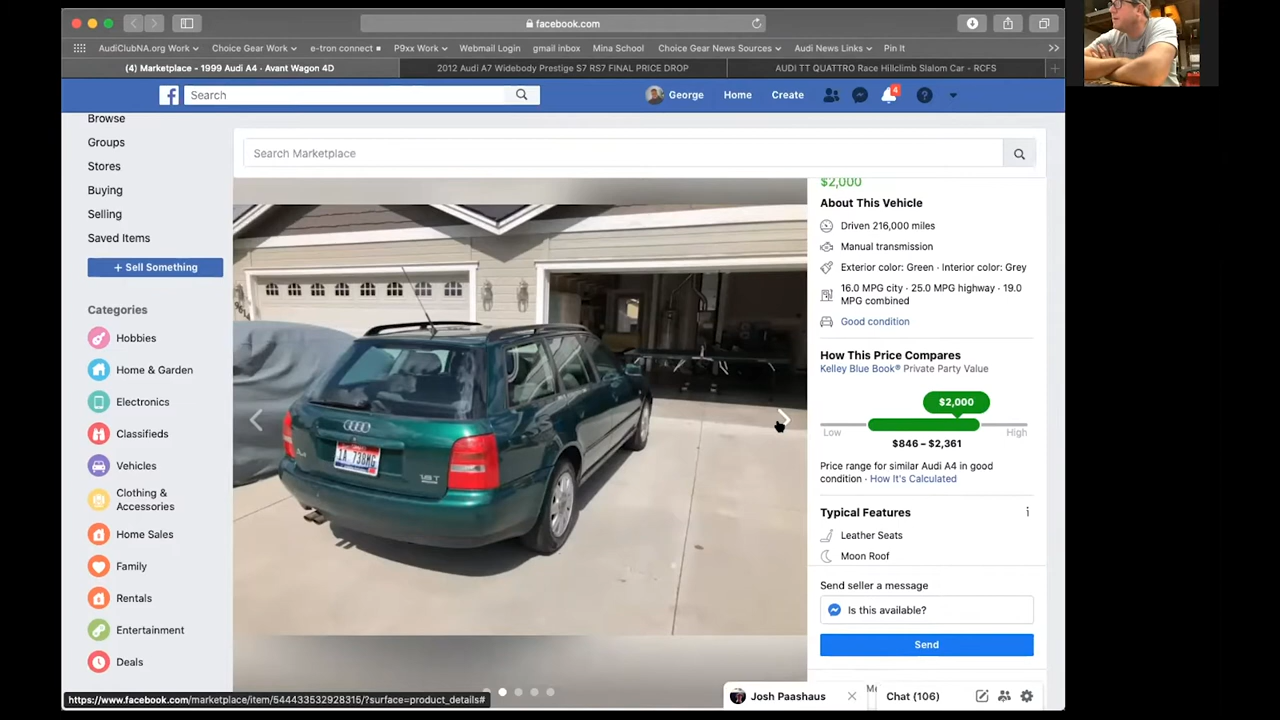 facebook.com
AudiClubNA.org Work
Choice Gear Work
e-tron connect
P9xx Work
Webmail Login
gmail inbox
Mina School
Choice Gear News Sources
Audi News Links
Pin It
(4) Marketplace - 1999 Audi A4 · Avant Wagon 4D
2012 Audi A7 Widebody Prestige S7 RS7 FINAL PRICE DROP
AUDI TT QUATTRO Race Hillclimb Slalom Car - RCFS
Search
George
Home
Create
4
Browse
Groups
Stores
Buying
Selling
Saved Items
+ Sell Something
Categories
Hobbies
Home & Garden
Electronics
Classifieds
Vehicles
Clothing &
Accessories
Home Sales
Family
Rentals
Entertainment
Deals
Search Marketplace
1.8T
$2,000
About This Vehicle
Driven 216,000 miles
Manual transmission
Exterior color: Green · Interior color: Grey
16.0 MPG city · 25.0 MPG highway · 19.0
MPG combined
Good condition
How This Price Compares
Kelley Blue Book® Private Party Value
$2,000
Low
High
$846 – $2,361
Price range for similar Audi A4 in good
condition · How It's Calculated
Typical Features
Leather Seats
Moon Roof
Send seller a message
Is this available?
Send
https://www.facebook.com/marketplace/item/544433532928315/?surface=product_details#
Josh Paashaus
Chat (106)